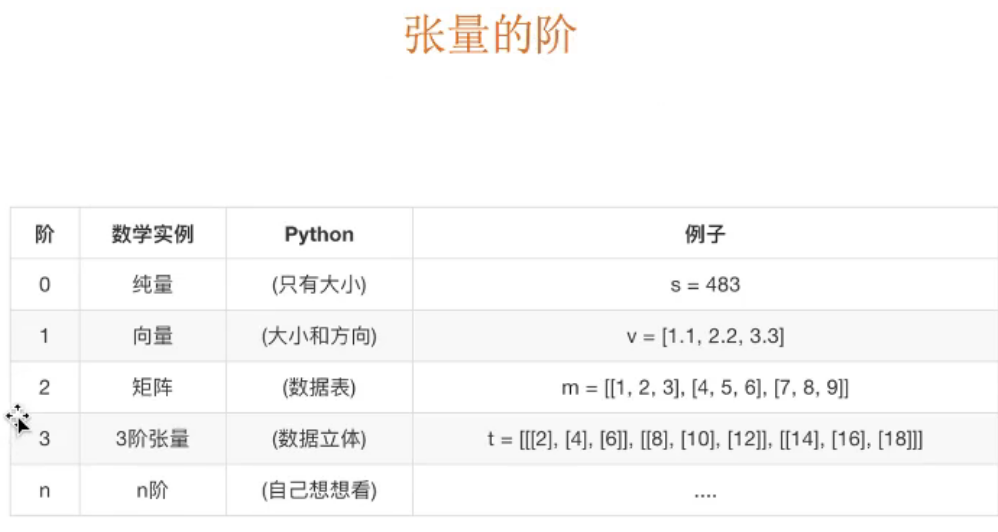 张量的阶
阶 数学实例 Python 例子
0 纯量 (只有大小) s = 483
1 向量 (大小和方向) v = [1.1, 2.2, 3.3]
2 矩阵 (数据表) m = [[1, 2, 3], [4, 5, 6], [7, 8, 9]]
3 3阶张量 (数据立体) t = [[[2], [4], [6]], [[8], [10], [12]], [[14], [16], [18]]]
n n阶 (自己想想看) ....